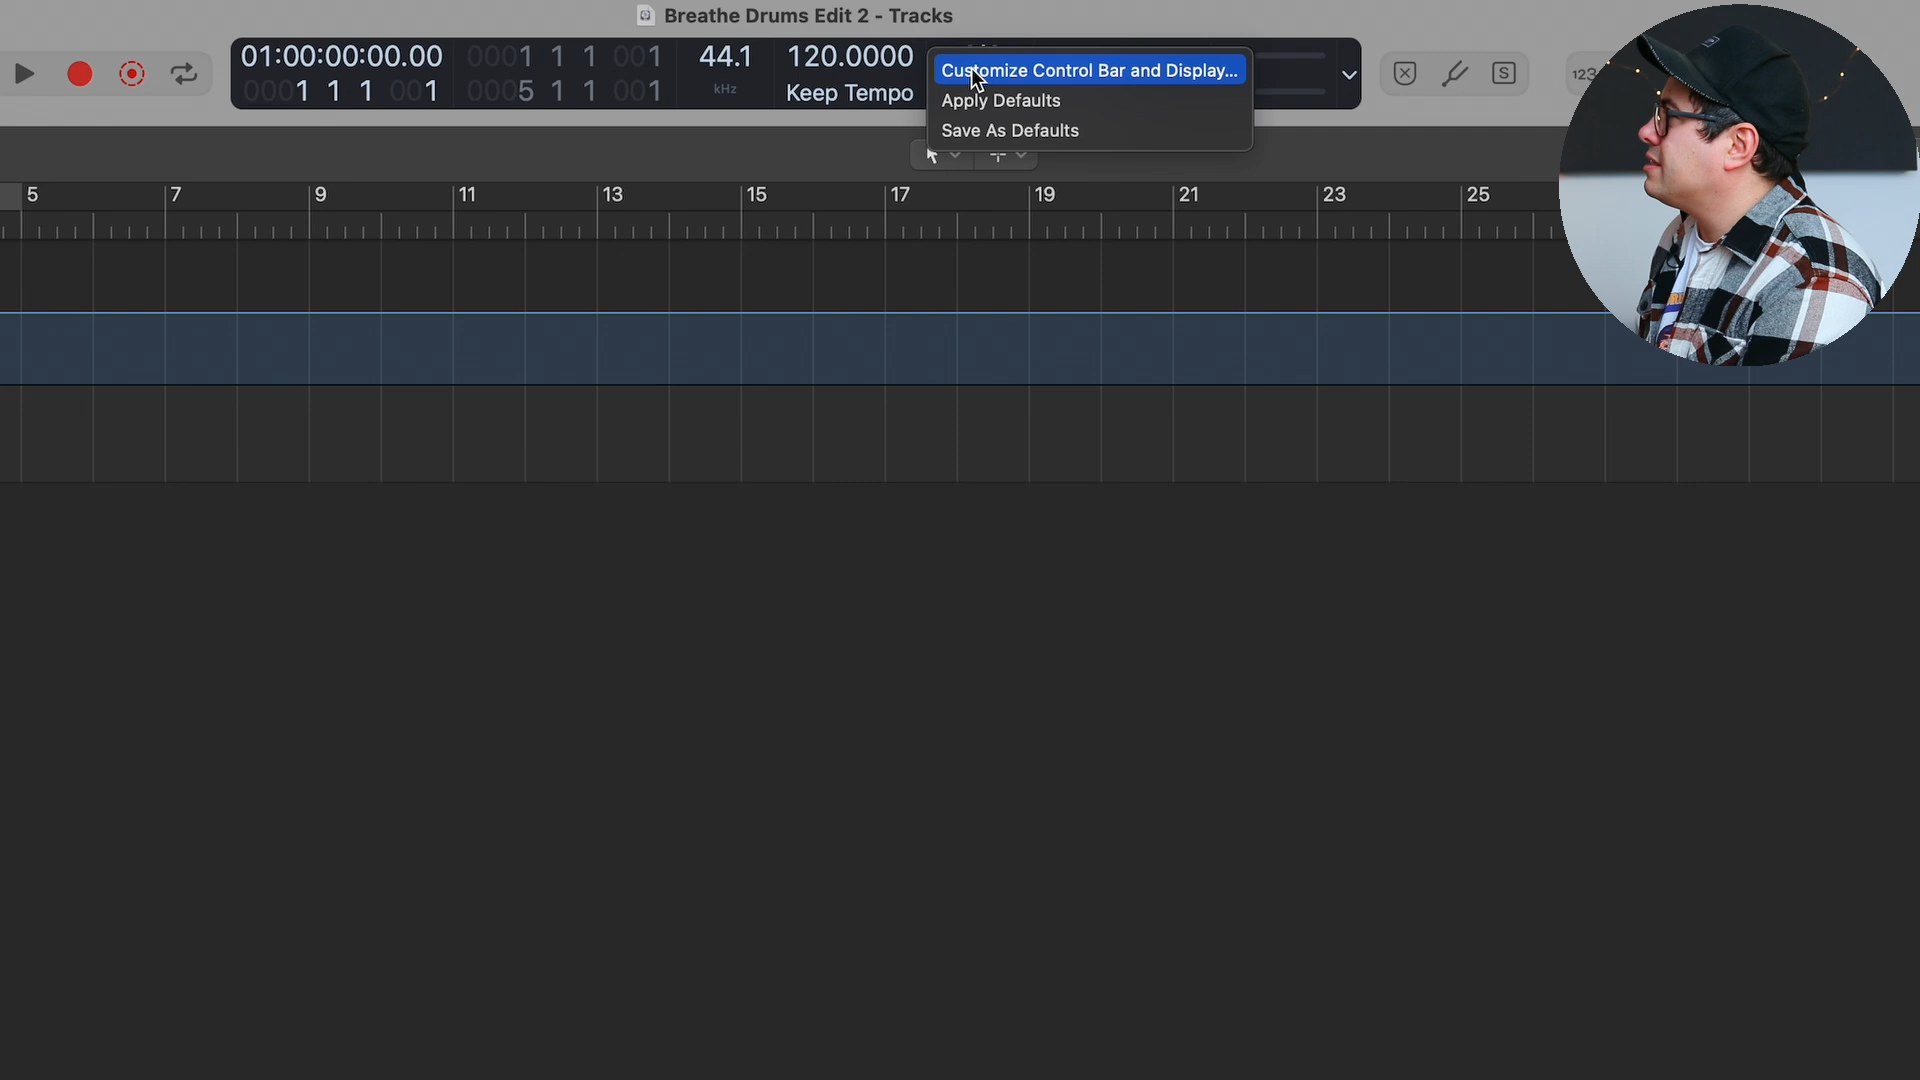 Breathe Drums Edit 2 - Tracks
01:00:00:00.00
0001 1 1 001
0001 1 1 001
0005 1 1 001
44.1
kHz
120.0000
Keep Tempo
Customize Control Bar and Display...
Apply Defaults
Save As Defaults
S
123
5 7 9 11 13 15 17 19 21 23 25